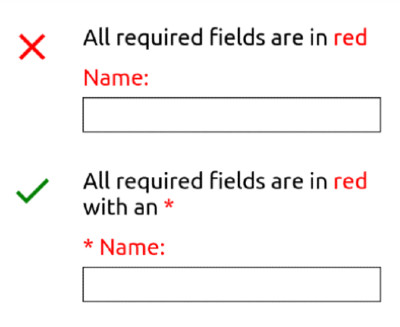 All required fields are in red
Name:
All required fields are in red
with an *
* Name: